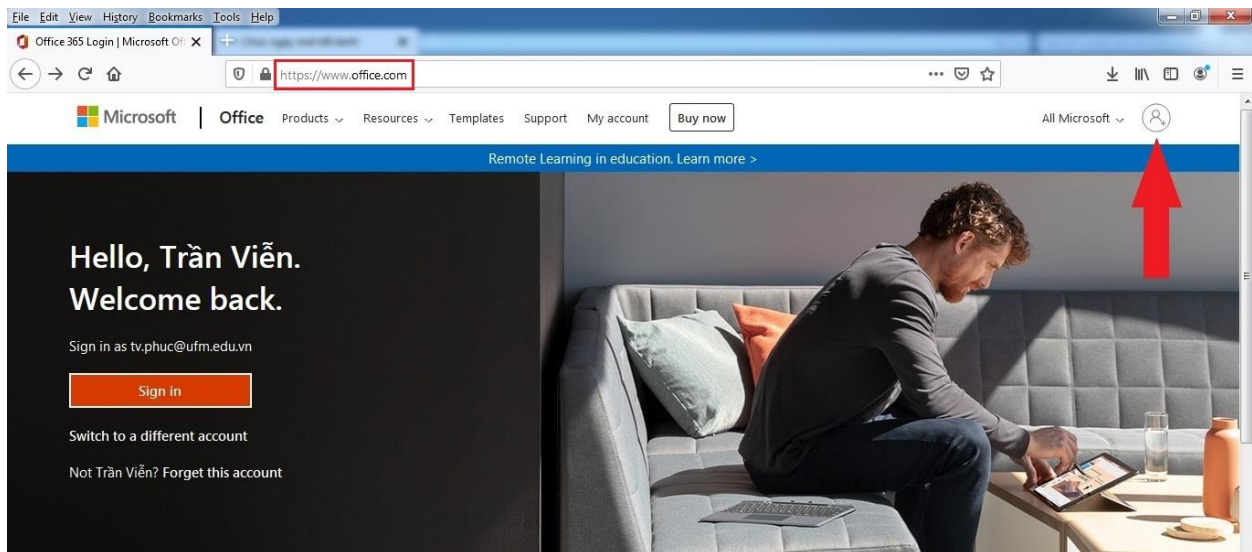 File Edit View History Bookmarks Tools Help
Office 365 Login | Microsoft Of
https://www.office.com
Microsoft | Office Products Resources Templates Support My account Buy now All Microsoft
Remote Learning in education. Learn more >
Hello, Trần Viễn.
Welcome back.
Sign in as tv.phuc@ufm.edu.vn
Sign in
Switch to a different account
Not Trần Viễn? Forget this account